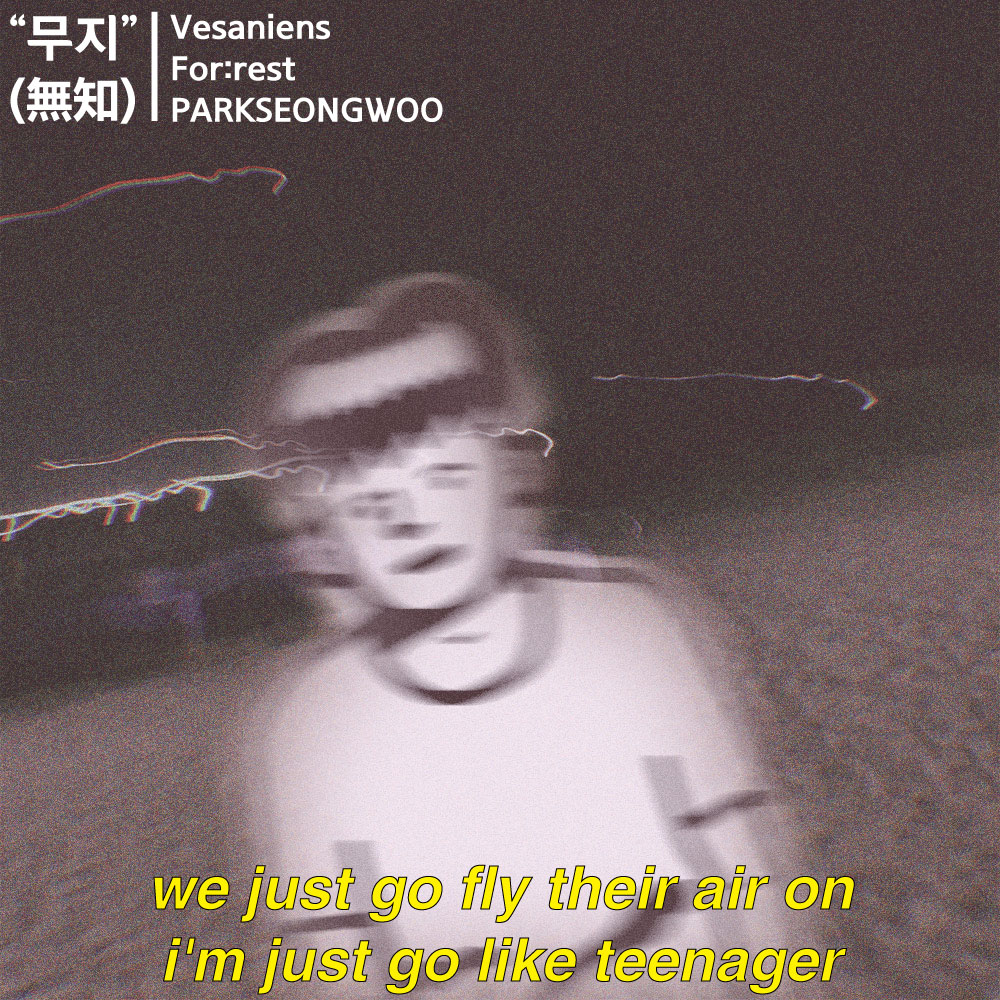 “무지”
(無知)
Vesaniens
For:rest
PARKSEONGWOO
we just go fly their air on
i'm just go like teenager